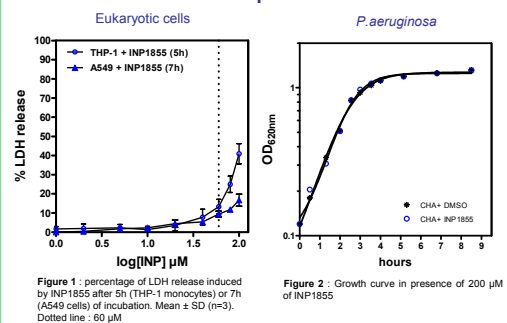 Eukaryotic cells
100
90
80
70
60
50
40
30
20
10
0
% LDH release
THP-1 + INP1855 (5h)
A549 + INP1855 (7h)
0.0 0.5 1.0 1.5 2.0
log[INP] µM
Figure 1 : percentage of LDH release induced
by INP1855 after 5h (THP-1 monocytes) or 7h
(A549 cells) of incubation. Mean ± SD (n=3).
Dotted line : 60 µM
P.aeruginosa
1
0.1
OD620nm
CHA+ DMSO
CHA+ INP1855
0 1 2 3 4 5 6 7 8 9
hours
Figure 2 : Growth curve in presence of 200 µM
of INP1855